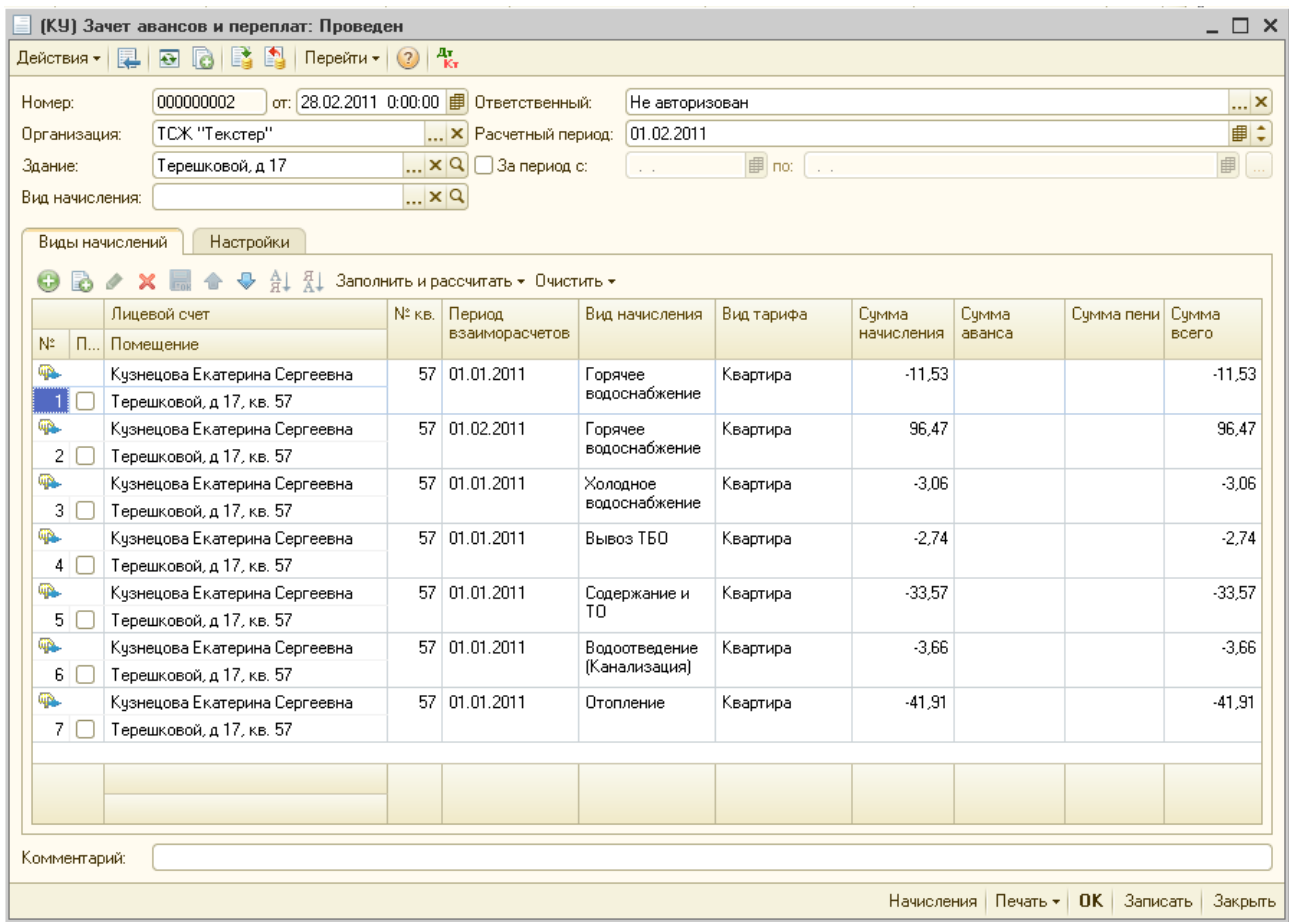 (КУ) Зачет авансов и переплат: Проведен
Действия Перейти Дт Кт
Номер: 000000002 от: 28.02.2011 0:00:00 Ответственный: Не авторизован
Организация: ТСЖ "Текстер" Расчетный период: 01.02.2011
Здание: Терешковой, д 17 За период с: . . по: . .
Вид начисления:
Виды начислений Настройки
Заполнить и рассчитать Очистить
Лицевой счет № кв. Период взаиморасчетов Вид начисления Вид тарифа Сумма начисления Сумма аванса Сумма пени Сумма всего
№ П... Помещение
Кузнецова Екатерина Сергеевна 57 01.01.2011 Горячее водоснабжение Квартира -11,53 -11,53
1 Терешковой, д 17, кв. 57
Кузнецова Екатерина Сергеевна 57 01.02.2011 Горячее водоснабжение Квартира 96,47 96,47
2 Терешковой, д 17, кв. 57
Кузнецова Екатерина Сергеевна 57 01.01.2011 Холодное водоснабжение Квартира -3,06 -3,06
3 Терешковой, д 17, кв. 57
Кузнецова Екатерина Сергеевна 57 01.01.2011 Вывоз ТБО Квартира -2,74 -2,74
4 Терешковой, д 17, кв. 57
Кузнецова Екатерина Сергеевна 57 01.01.2011 Содержание и ТО Квартира -33,57 -33,57
5 Терешковой, д 17, кв. 57
Кузнецова Екатерина Сергеевна 57 01.01.2011 Водоотведение (Канализация) Квартира -3,66 -3,66
6 Терешковой, д 17, кв. 57
Кузнецова Екатерина Сергеевна 57 01.01.2011 Отопление Квартира -41,91 -41,91
7 Терешковой, д 17, кв. 57
Комментарий:
Начисления Печать OK Записать Закрыть